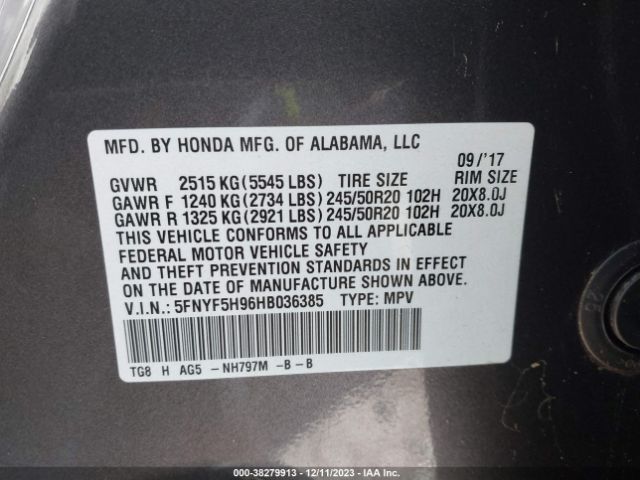 MFD. BY HONDA MFG. OF ALABAMA, LLC
09/'17
GVWR 2515 KG (5545 LBS) TIRE SIZE RIM SIZE
GAWR F 1240 KG (2734 LBS) 245/50R20 102H 20X8.0J
GAWR R 1325 KG (2921 LBS) 245/50R20 102H 20X8.0J
THIS VEHICLE CONFORMS TO ALL APPLICABLE
FEDERAL MOTOR VEHICLE SAFETY
AND THEFT PREVENTION STANDARDS IN EFFECT
ON THE DATE OF MANUFACTURE SHOWN ABOVE.
V.I.N.: 5FNYF5H96HB036385 TYPE: MPV
TG8 H AG5 -NH797M -B -B
000-38279913 - 12/11/2023 - IAA Inc.